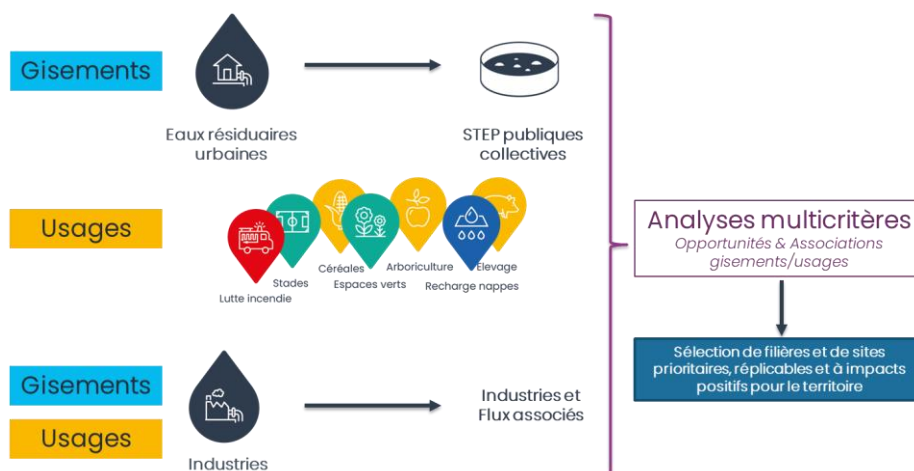 Gisements
Eaux résiduaires
urbaines
STEP publiques
collectives
Usages
Lutte incendie
Stades
Céréales
Espaces verts
Arboriculture
Recharge nappes
Elevage
Gisements
Usages
Industries
Industries et
Flux associés
Analyses multicritères
Opportunités & Associations
gisements/usages
Sélection de filières et de sites
prioritaires, réplicables et à impacts
positifs pour le territoire